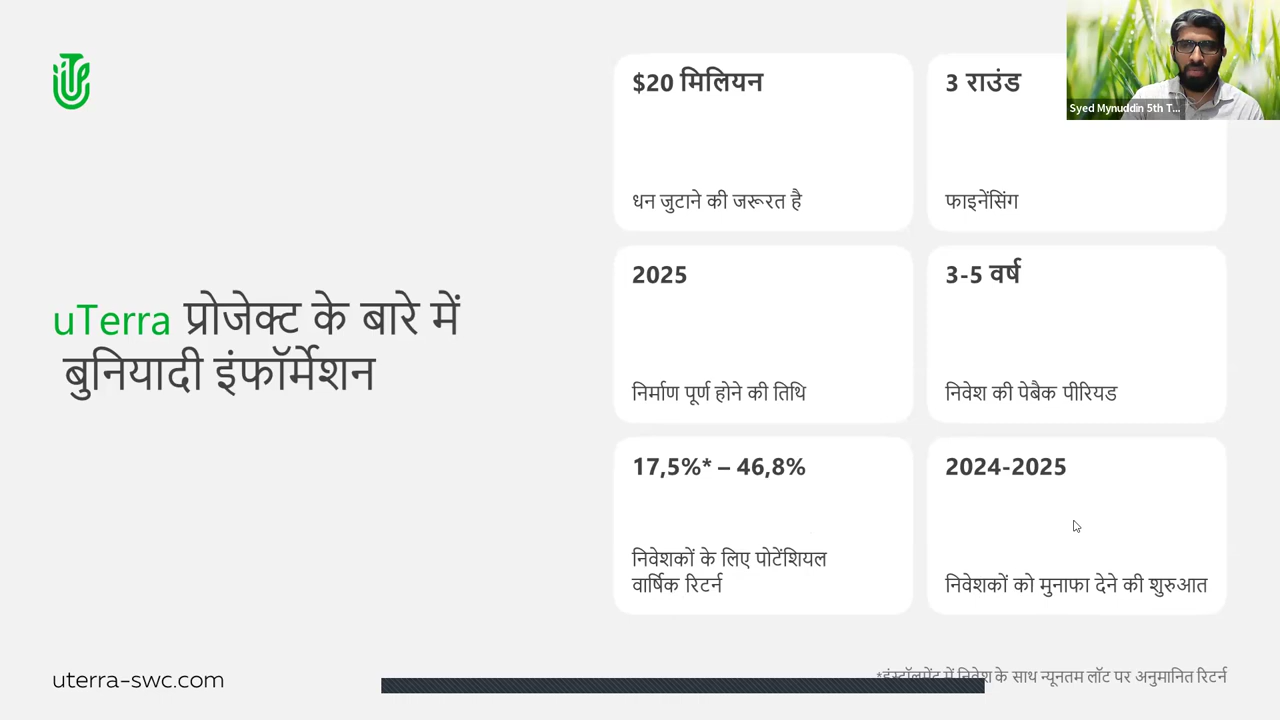 $20 मिलियन
धन जुटाने की जरूरत है
3 राउंड
फाइनेंसिंग
Syed Mynuddin 5th T...
2025
निर्माण पूर्ण होने की तिथि
3-5 वर्ष
निवेश की पेबैक पीरियड
uTerra प्रोजेक्ट के बारे में
बुनियादी इंफॉर्मेशन
17,5%* – 46,8%
निवेशकों के लिए पोटेंशियल
वार्षिक रिटर्न
2024-2025
निवेशकों को मुनाफा देने की शुरुआत
uterra-swc.com
के साथ न्यूनतम लॉट पर अनुमानित रिटर्न